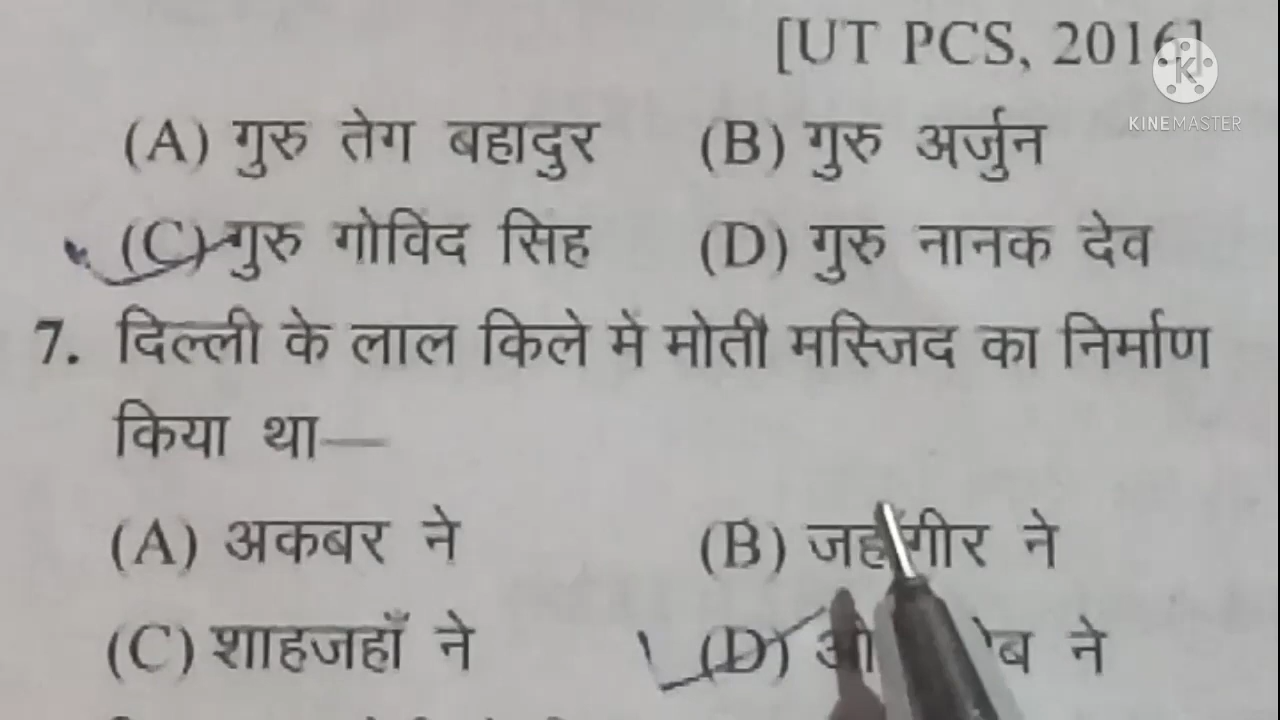 [UT PCS, 2016]
KINEMASTER
(A) गुरु तेग बहादुर (B) गुरु अर्जुन
(C) गुरु गोविंद सिंह (D) गुरु नानक देव
7. दिल्ली के लाल किले में मोती मस्जिद का निर्माण
किया था—
(A) अकबर ने (B) जहाँगीर ने
(C) शाहजहाँ ने (D) ने